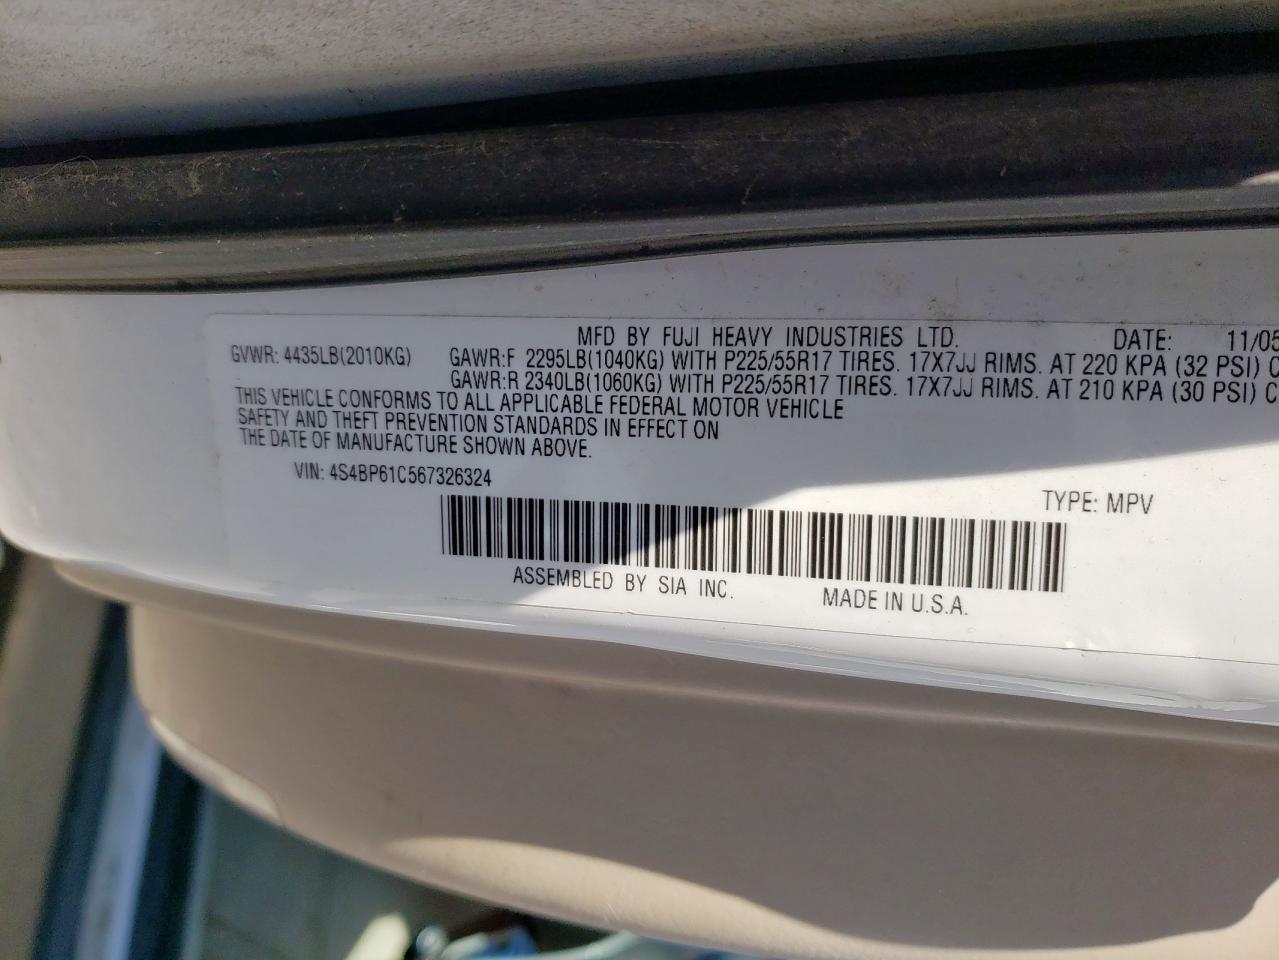 MFD BY FUJI HEAVY INDUSTRIES LTD. DATE: 11/05
GVWR: 4435LB(2010KG) GAWR:F 2295LB(1040KG) WITH P225/55R17 TIRES. 17X7JJ RIMS. AT 220 KPA (32 PSI) C
GAWR:R 2340LB(1060KG) WITH P225/55R17 TIRES. 17X7JJ RIMS. AT 210 KPA (30 PSI) C
THIS VEHICLE CONFORMS TO ALL APPLICABLE FEDERAL MOTOR VEHICLE
SAFETY AND THEFT PREVENTION STANDARDS IN EFFECT ON
THE DATE OF MANUFACTURE SHOWN ABOVE.
VIN: 4S4BP61C567326324
TYPE: MPV
ASSEMBLED BY SIA INC. MADE IN U.S.A.